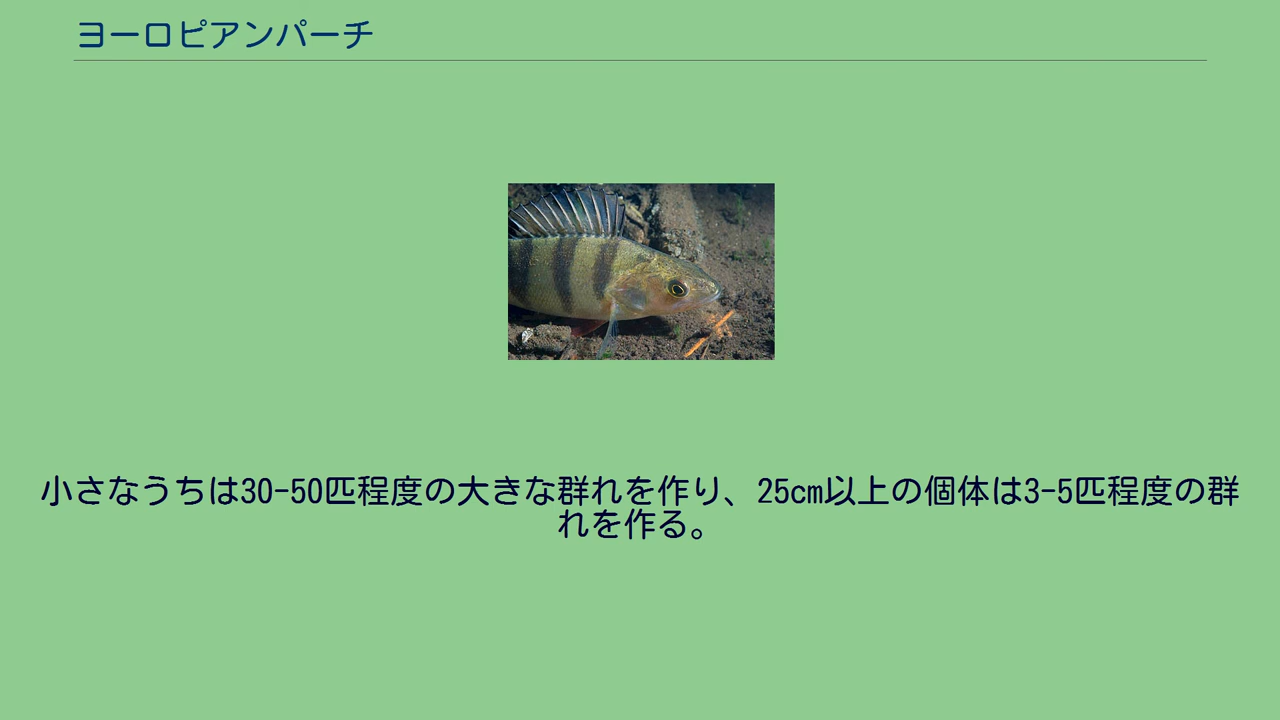 ヨーロピアンパーチ
小さなうちは30-50匹程度の大きな群れを作り、25cm以上の個体は3-5匹程度の群
れを作る。